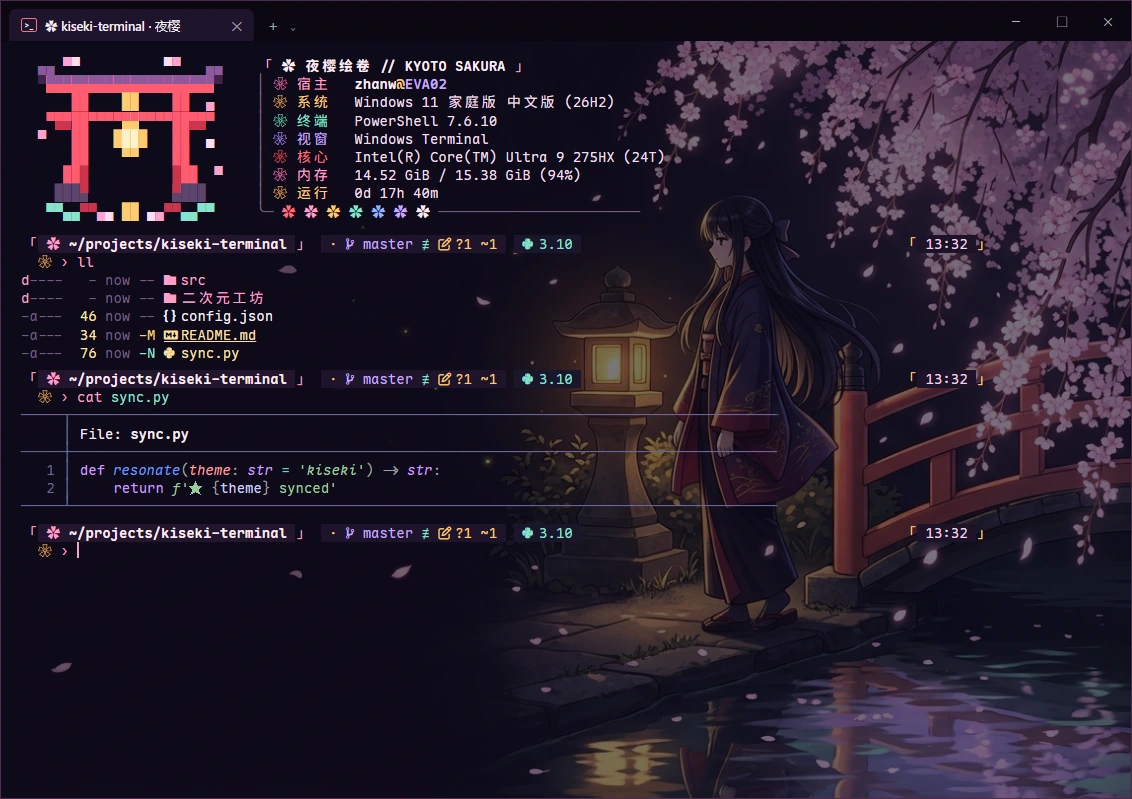 ✽ kiseki-terminal · 夜樱
「 ✽ 夜樱绘卷 // KYOTO SAKURA 」
宿主 zhanw@EVA02
系统 Windows 11 家庭版 中文版 (26H2)
终端 PowerShell 7.6.10
视窗 Windows Terminal
核心 Intel(R) Core(TM) Ultra 9 275HX (24T)
内存 14.52 GiB / 15.38 GiB (94%)
运行 0d 17h 40m
「 ~/projects/kiseki-terminal 」 · master ≢ ?1 ~1 3.10 「 13:32 」
❯ ll
d---- - now -- src
d---- - now -- 二次元工坊
-a--- 46 now -- {} config.json
-a--- 34 now -M README.md
-a--- 76 now -N sync.py
「 ~/projects/kiseki-terminal 」 · master ≢ ?1 ~1 3.10 「 13:32 」
❯ cat sync.py
File: sync.py
1 def resonate(theme: str = 'kiseki') -> str:
2 return f'★ {theme} synced'
「 ~/projects/kiseki-terminal 」 · master ≢ ?1 ~1 3.10 「 13:32 」
❯